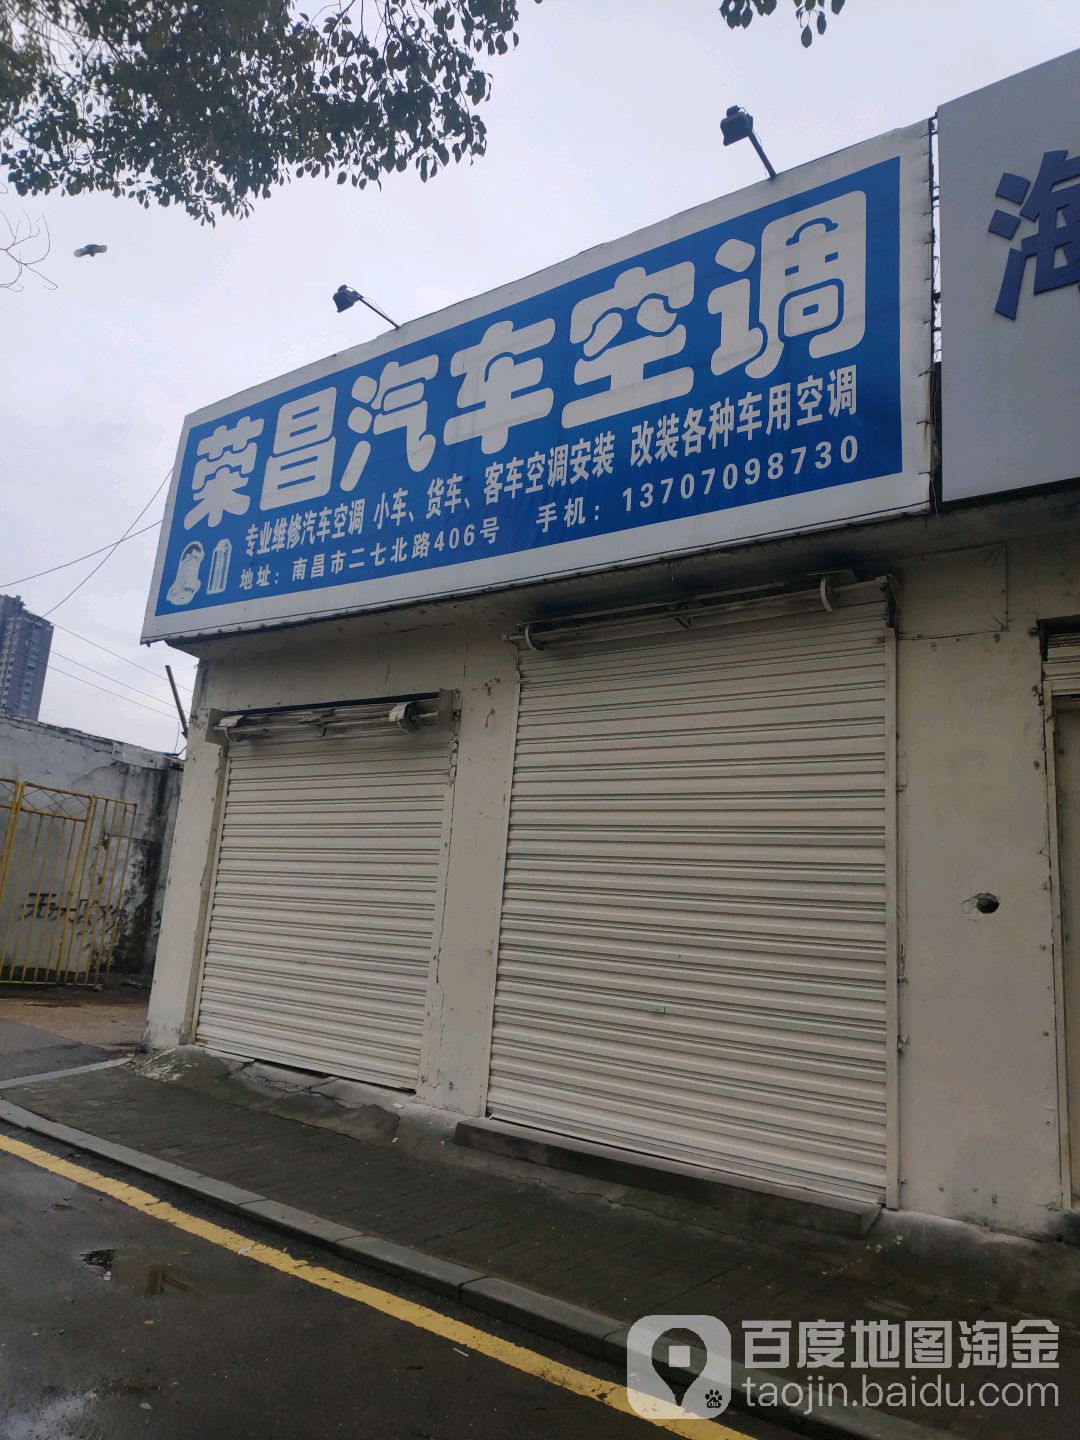 荣昌汽车空调
专业维修汽车空调 小车、货车、客车空调安装 改装各种车用空调
地址：南昌市二七北路406号 手机：13707098730
海
百度地图淘金
taojin.baidu.com